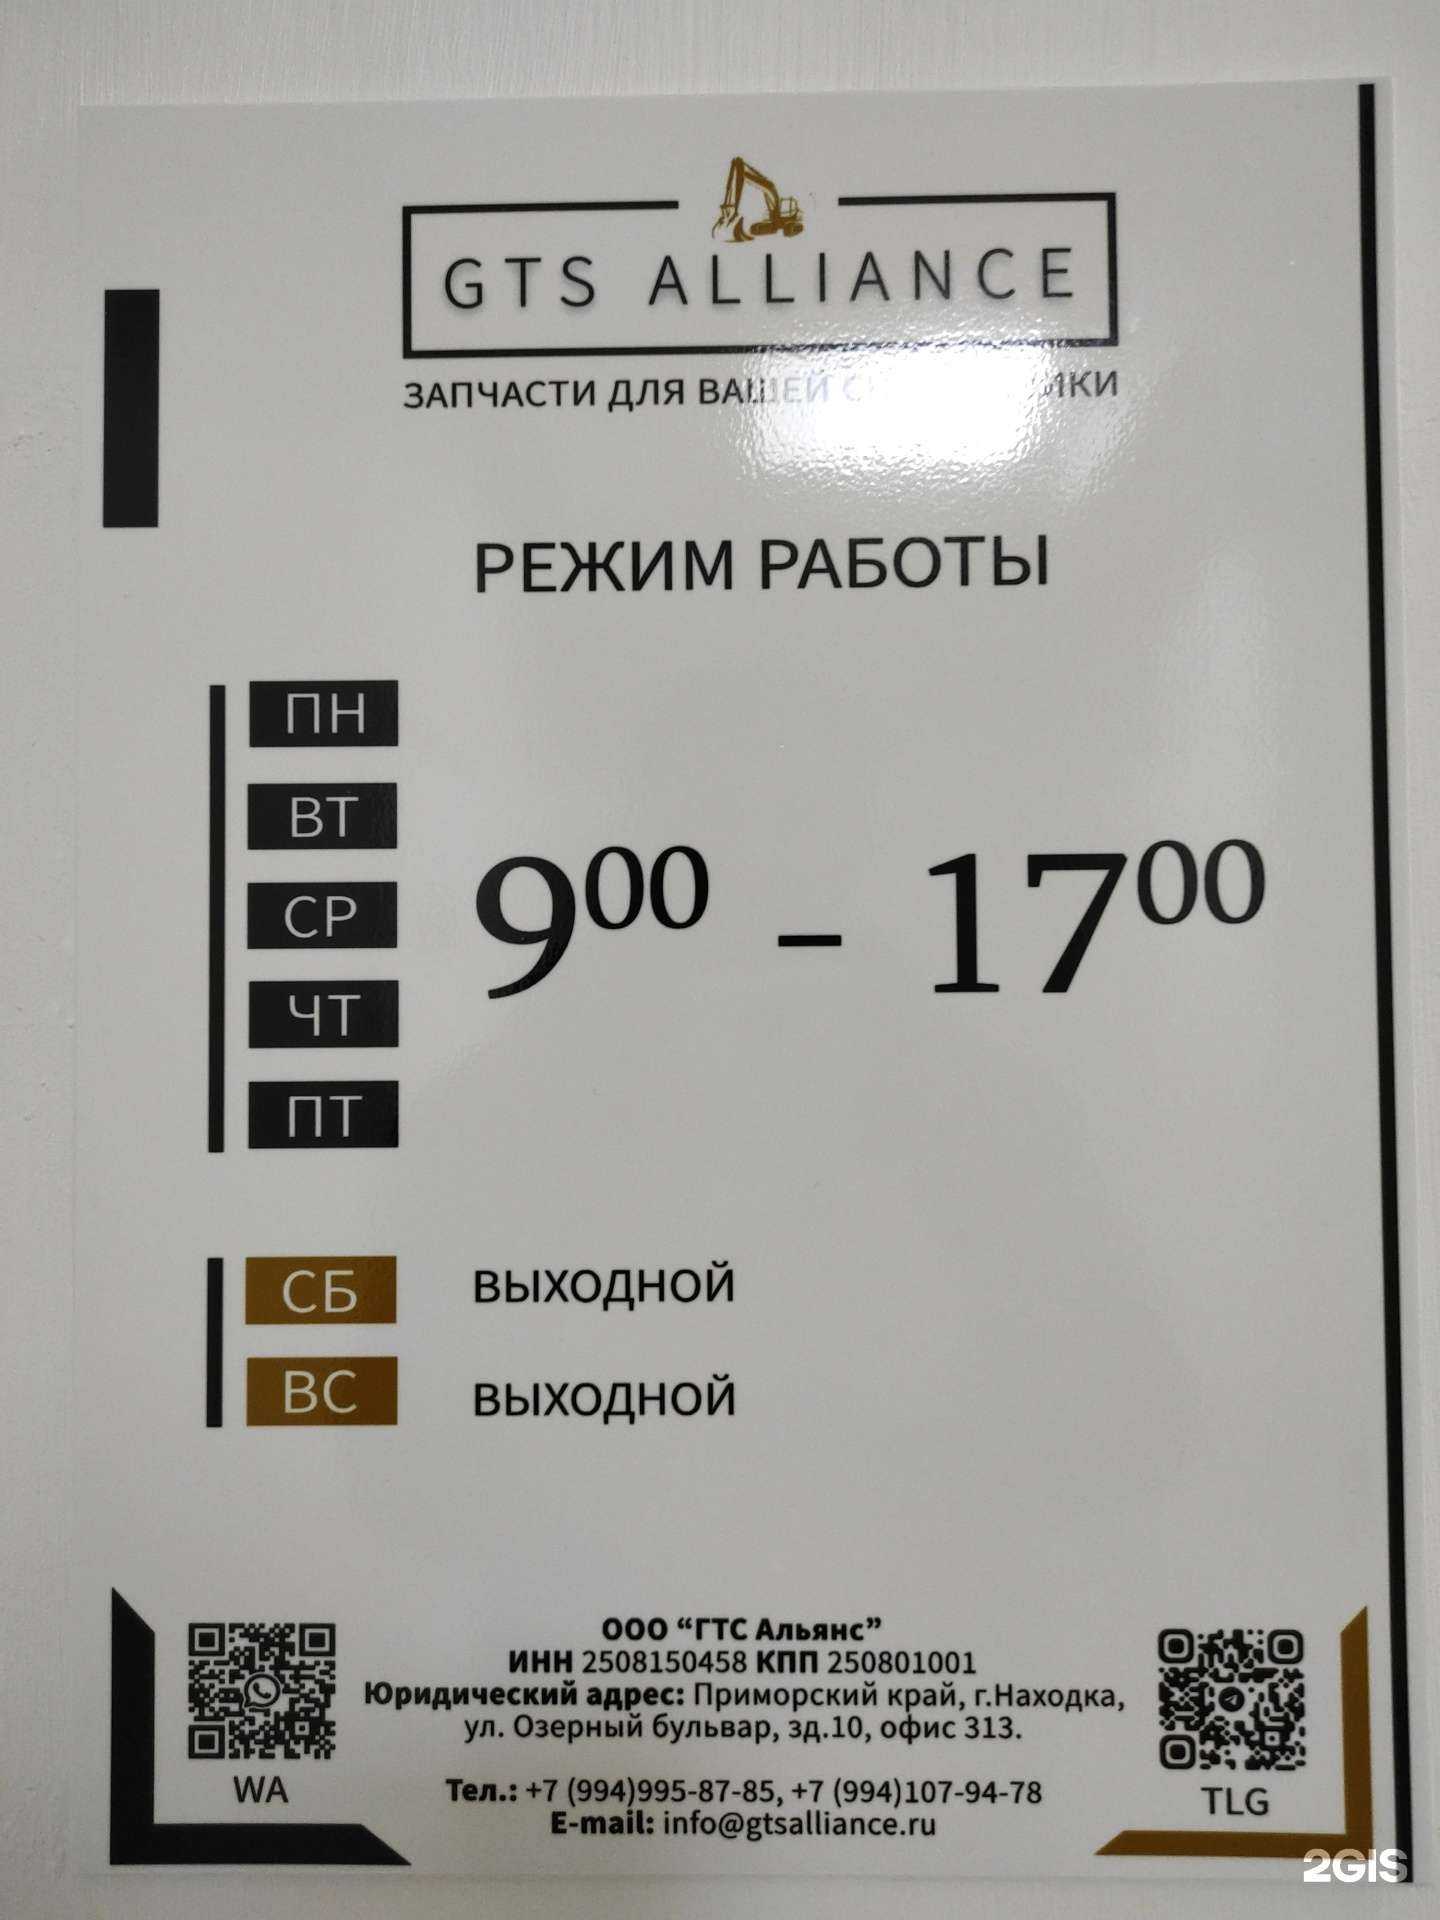 GTS ALLIANCE
ЗАПЧАСТИ ДЛЯ ВАШЕЙ
РЕЖИМ РАБОТЫ
ПН
ВТ
СР
ЧТ
ПТ
9⁰⁰ – 17⁰⁰
СБ ВЫХОДНОЙ
ВС ВЫХОДНОЙ
ООО “ГТС Альянс”
ИНН 2508150458 КПП 250801001
Юридический адрес: Приморский край, г.Находка,
ул. Озерный бульвар, зд.10, офис 313.
Тел.: +7 (994)995-87-85, +7 (994)107-94-78
E-mail: info@gtsalliance.ru
WA
TLG
2GIS